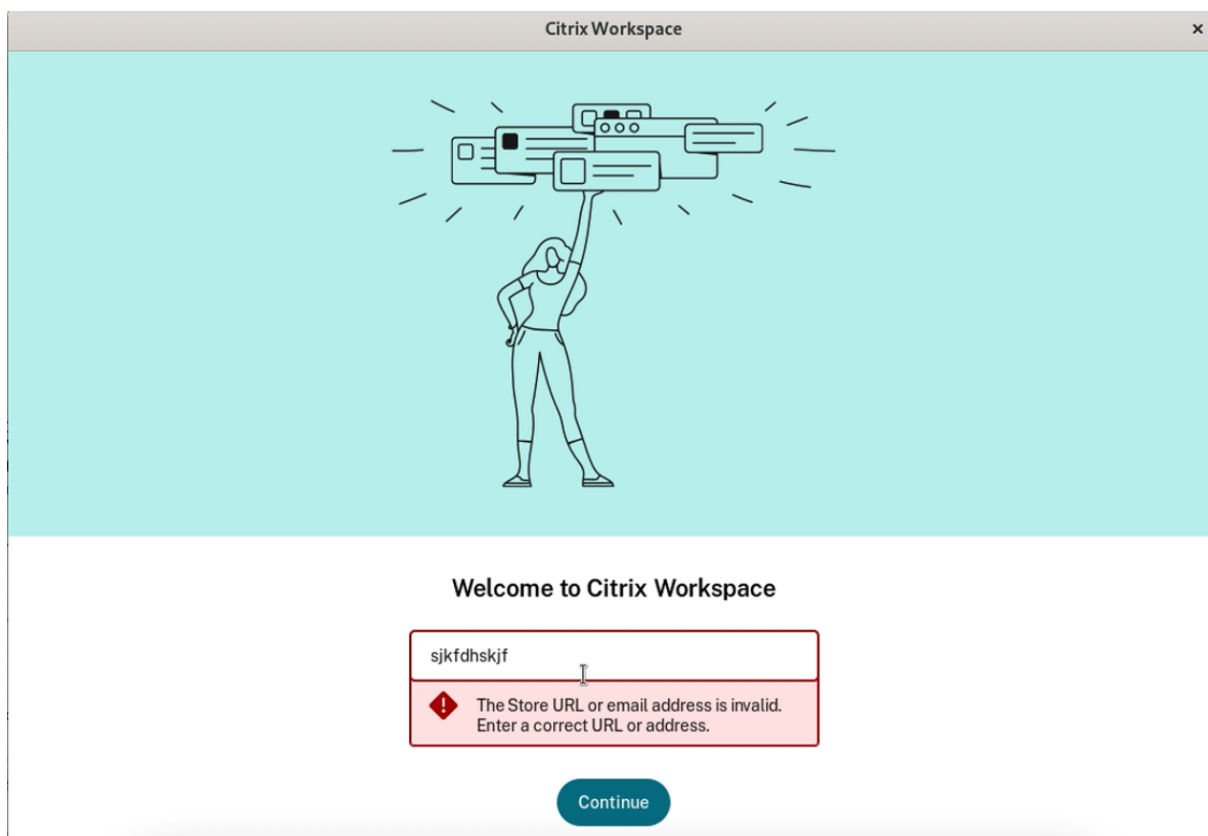 Citrix Workspace
Welcome to Citrix Workspace
sjkfdhskjf
The Store URL or email address is invalid.
Enter a correct URL or address.
Continue